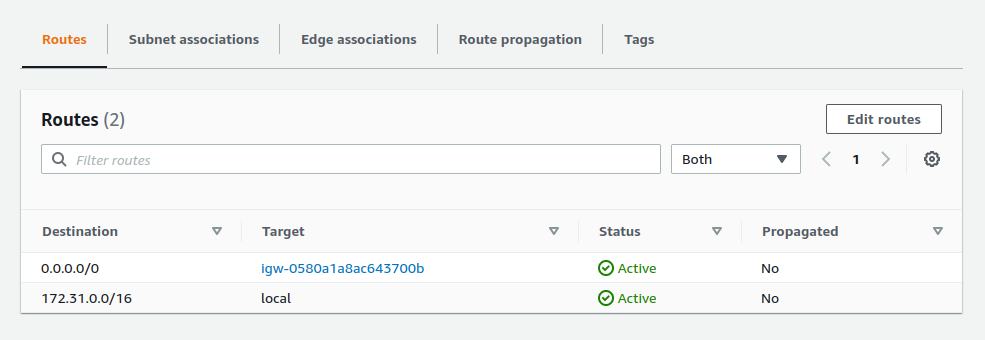 Routes Subnet associations Edge associations Route propagation Tags
Routes (2) Edit routes
Filter routes Both 1
Destination Target Status Propagated
0.0.0.0/0 igw-0580a1a8ac643700b Active No
172.31.0.0/16 local Active No